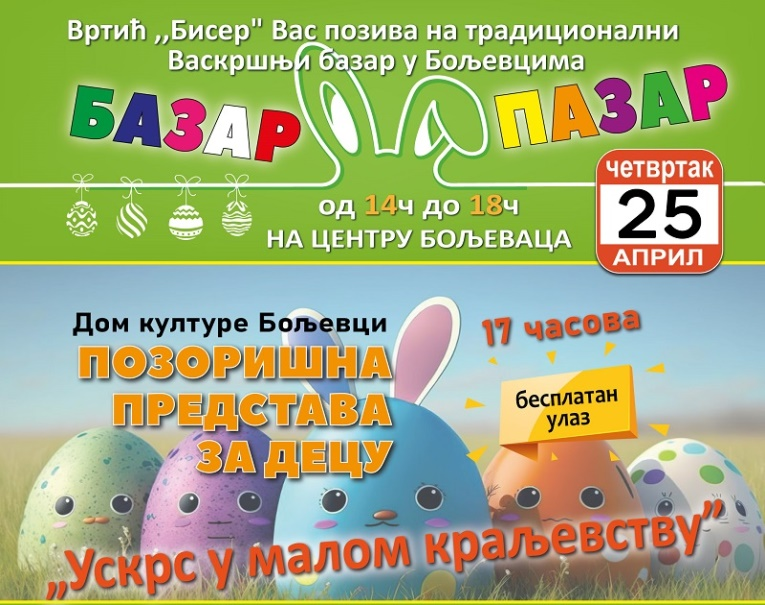 Вртић ,,Бисер" Вас позива на традиционални
Васкршњи базар у Бољевцима
БАЗАР ПАЗАР
од 14ч до 18ч
НА ЦЕНТРУ БОЉЕВАЦА
четвртак
25
АПРИЛ
Дом културе Бољевци
ПОЗОРИШНА
ПРЕДСТАВА
ЗА ДЕЦУ
17 часова
бесплатан
улаз
„Ускрс у малом краљевству”